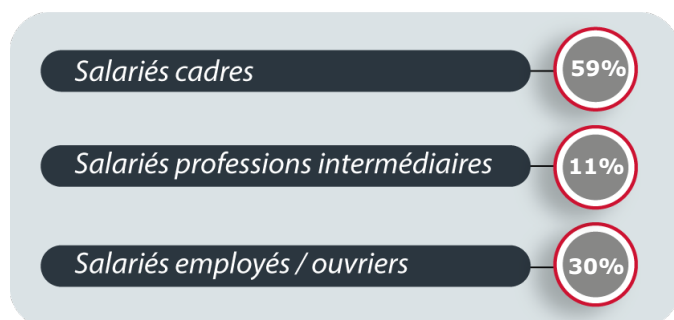 Salariés cadres 59%
Salariés professions intermédiaires 11%
Salariés employés / ouvriers 30%